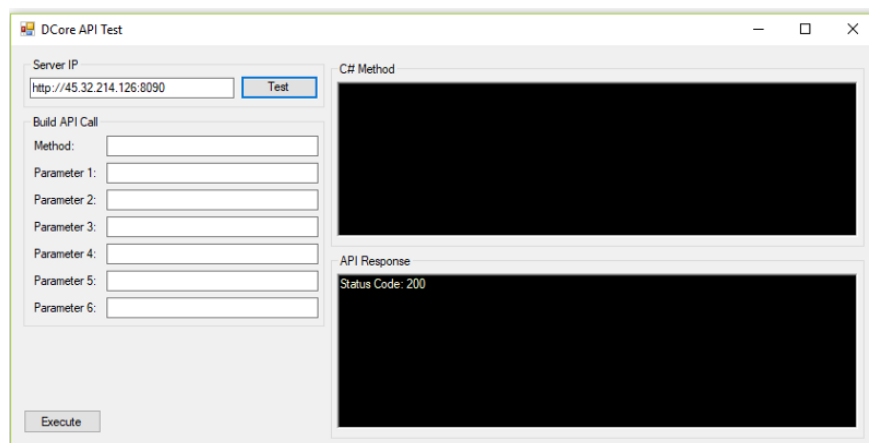 DCore API Test
Server IP
http://45.32.214.126:8090
Test
Build API Call
Method:
Parameter 1:
Parameter 2:
Parameter 3:
Parameter 4:
Parameter 5:
Parameter 6:
Execute
C# Method
API Response
Status Code: 200